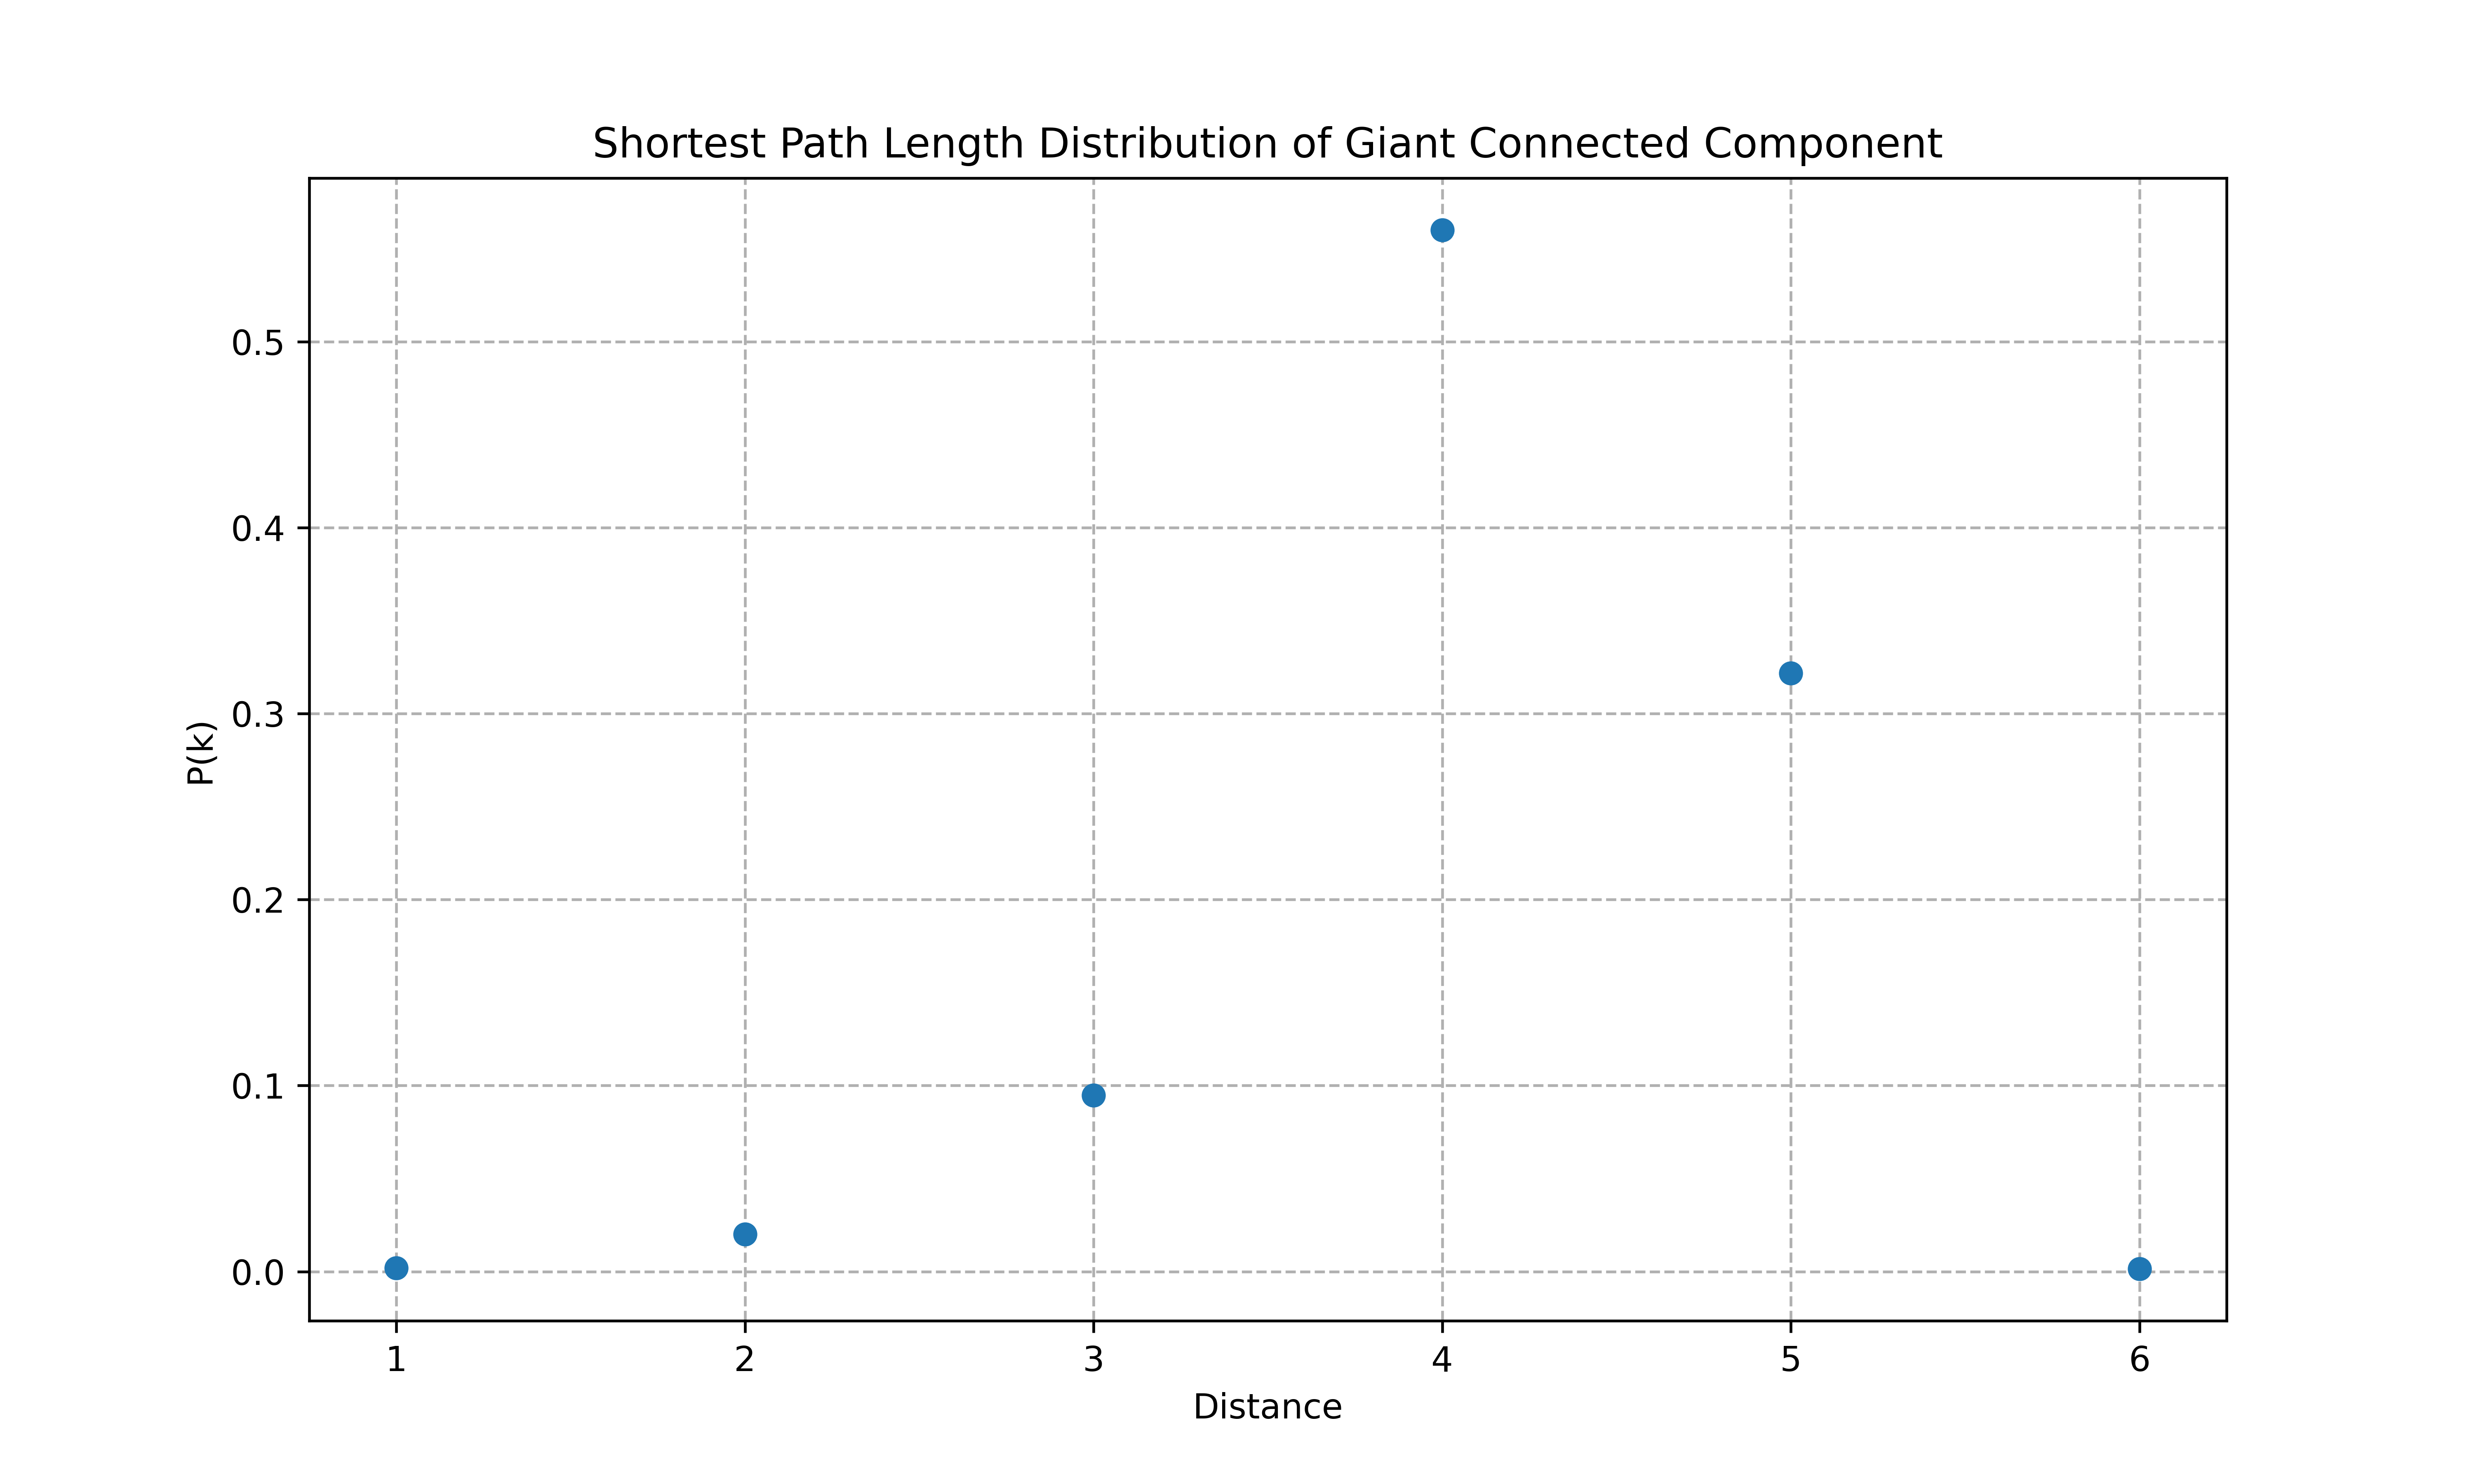 Shortest Path Length Distribution of Giant Connected Component
P(k)
0.5
0.4
0.3
0.2
0.1
0.0
1 2 3 4 5 6
Distance